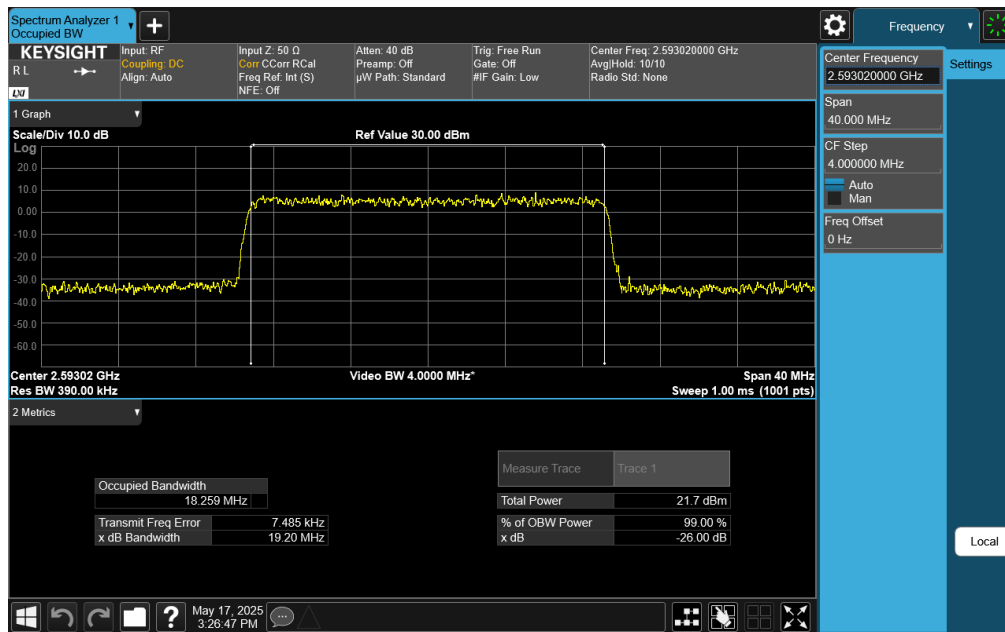 Spectrum Analyzer 1
Occupied BW
Frequency
KEYSIGHT
R L
LXI
Input: RF
Coupling: DC
Align: Auto
Input Z: 50 Ω
Corr CCorr RCal
Freq Ref: Int (S)
NFE: Off
Atten: 40 dB
Preamp: Off
µW Path: Standard
Trig: Free Run
Gate: Off
#IF Gain: Low
Center Freq: 2.593020000 GHz
Avg|Hold: 10/10
Radio Std: None
Center Frequency
2.593020000 GHz
Settings
Span
40.000 MHz
CF Step
4.000000 MHz
Auto
Man
Freq Offset
0 Hz
1 Graph
Scale/Div 10.0 dB
Ref Value 30.00 dBm
Log
20.0
10.0
0.00
-10.0
-20.0
-30.0
-40.0
-50.0
-60.0
Center 2.59302 GHz
Video BW 4.0000 MHz*
Span 40 MHz
Res BW 390.00 kHz
Sweep 1.00 ms (1001 pts)
2 Metrics
Measure Trace
Trace 1
Occupied Bandwidth
18.259 MHz
Total Power
21.7 dBm
Transmit Freq Error
7.485 kHz
% of OBW Power
99.00 %
x dB Bandwidth
19.20 MHz
x dB
-26.00 dB
Local
May 17, 2025
3:26:47 PM